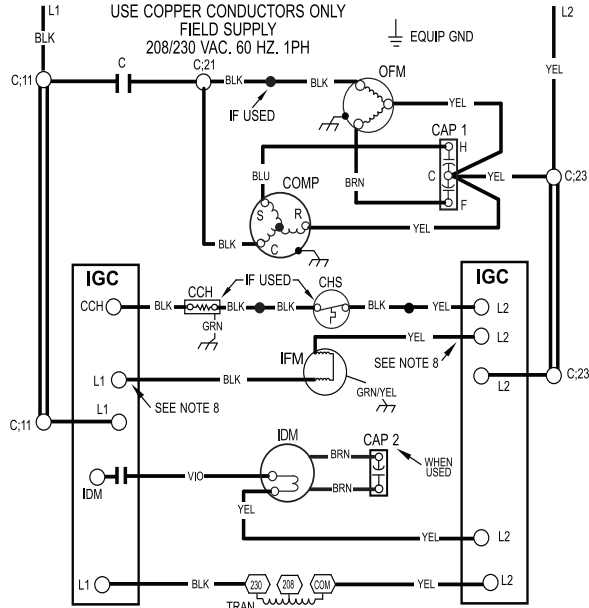 L1
USE COPPER CONDUCTORS ONLY
L2
FIELD SUPPLY
BLK
208/230 VAC. 60 HZ. 1PH
EQUIP GND
C
C;21
OFM
YEL
C;11
BLK
BLK
IF USED
YEL
CAP 1
H
BLU
COMP
BRN
C
YEL
C;23
S
R
F
YEL
BLK
C
IGC
IF USED
IGC
CCH
CHS
CCH
BLK
BLK
BLK
BLK
YEL
L2
GRN
YEL
L2
IFM
SEE NOTE 8
L1
BLK
GRN/YEL
L2
C;23
SEE NOTE 8
L1
C;11
IDM
CAP 2
BRN
WHEN
USED
VIO
IDM
BRN
YEL
YEL
L2
L1
BLK
230
208
COM
YEL
L2
TRAN